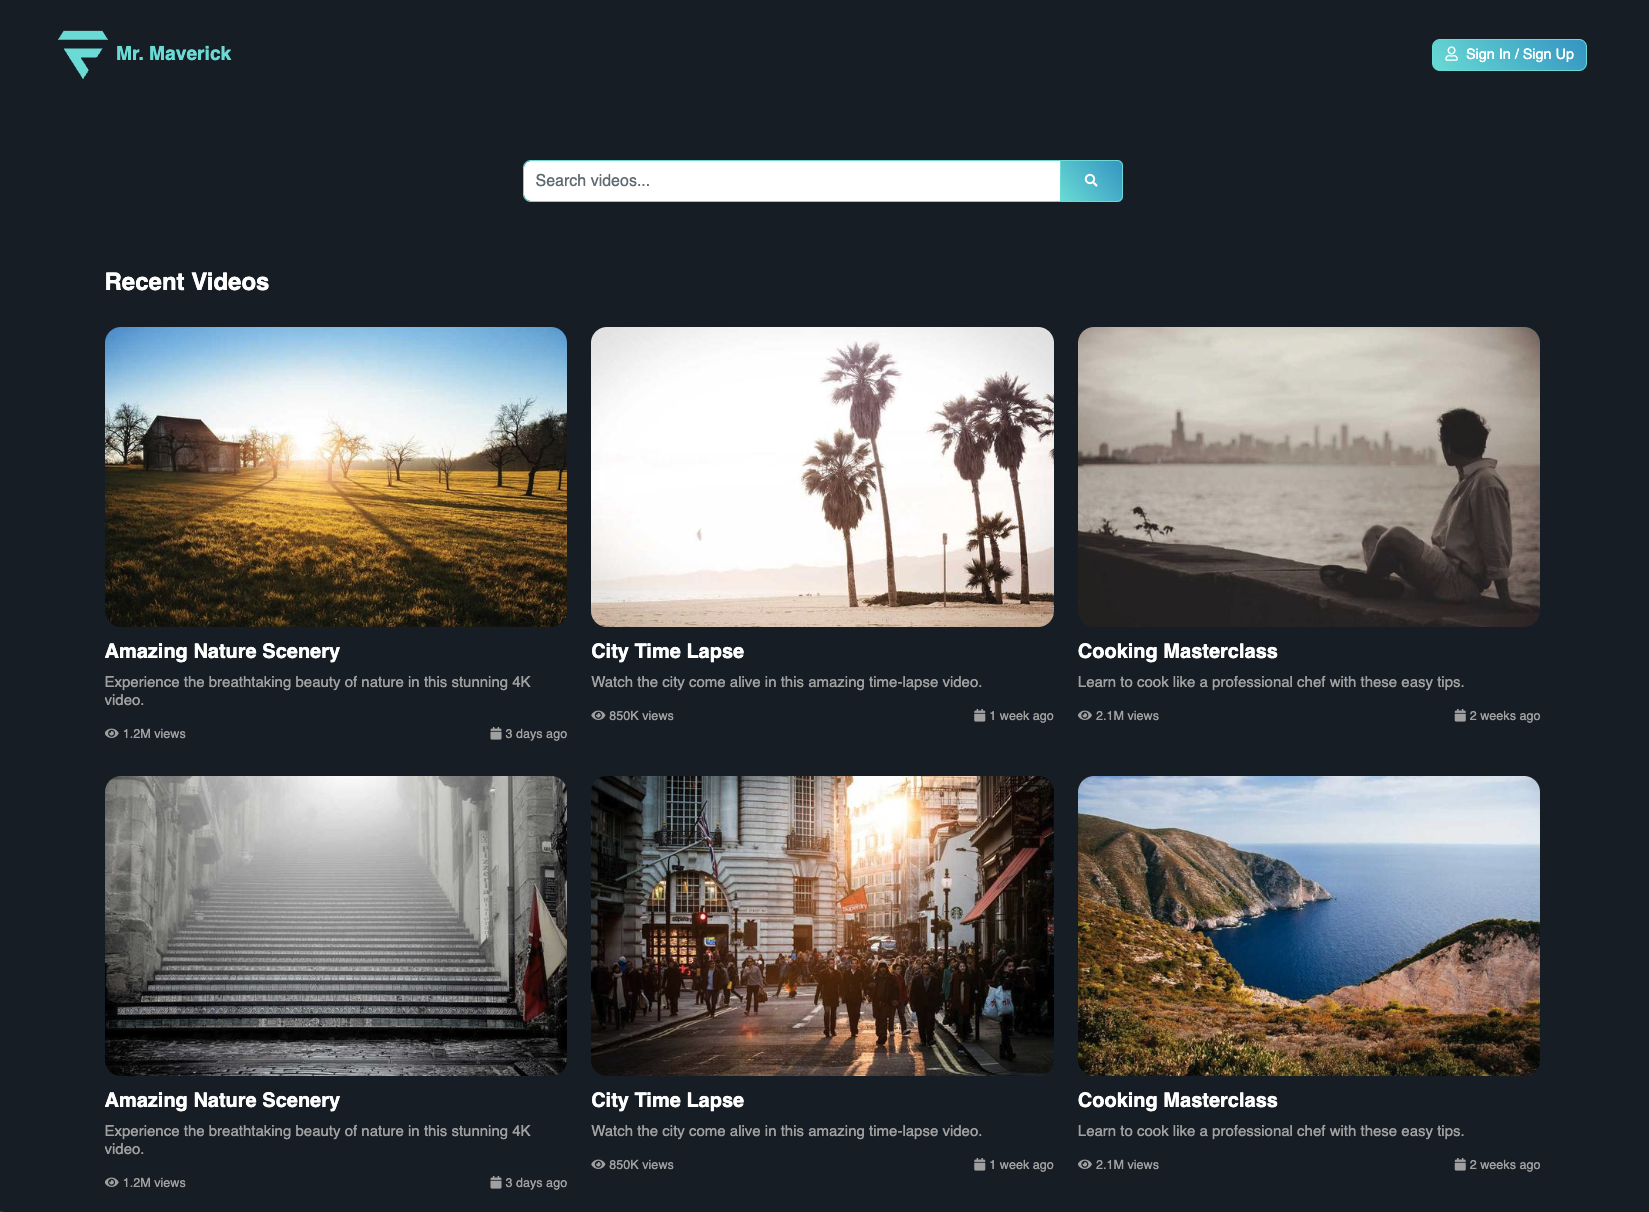 Mr. Maverick
Sign In / Sign Up
Search videos...
Recent Videos
Amazing Nature Scenery
Experience the breathtaking beauty of nature in this stunning 4K
video.
1.2M views
3 days ago
City Time Lapse
Watch the city come alive in this amazing time-lapse video.
850K views
1 week ago
Cooking Masterclass
Learn to cook like a professional chef with these easy tips.
2.1M views
2 weeks ago
Superdry
Amazing Nature Scenery
Experience the breathtaking beauty of nature in this stunning 4K
video.
1.2M views
3 days ago
City Time Lapse
Watch the city come alive in this amazing time-lapse video.
850K views
1 week ago
Cooking Masterclass
Learn to cook like a professional chef with these easy tips.
2.1M views
2 weeks ago